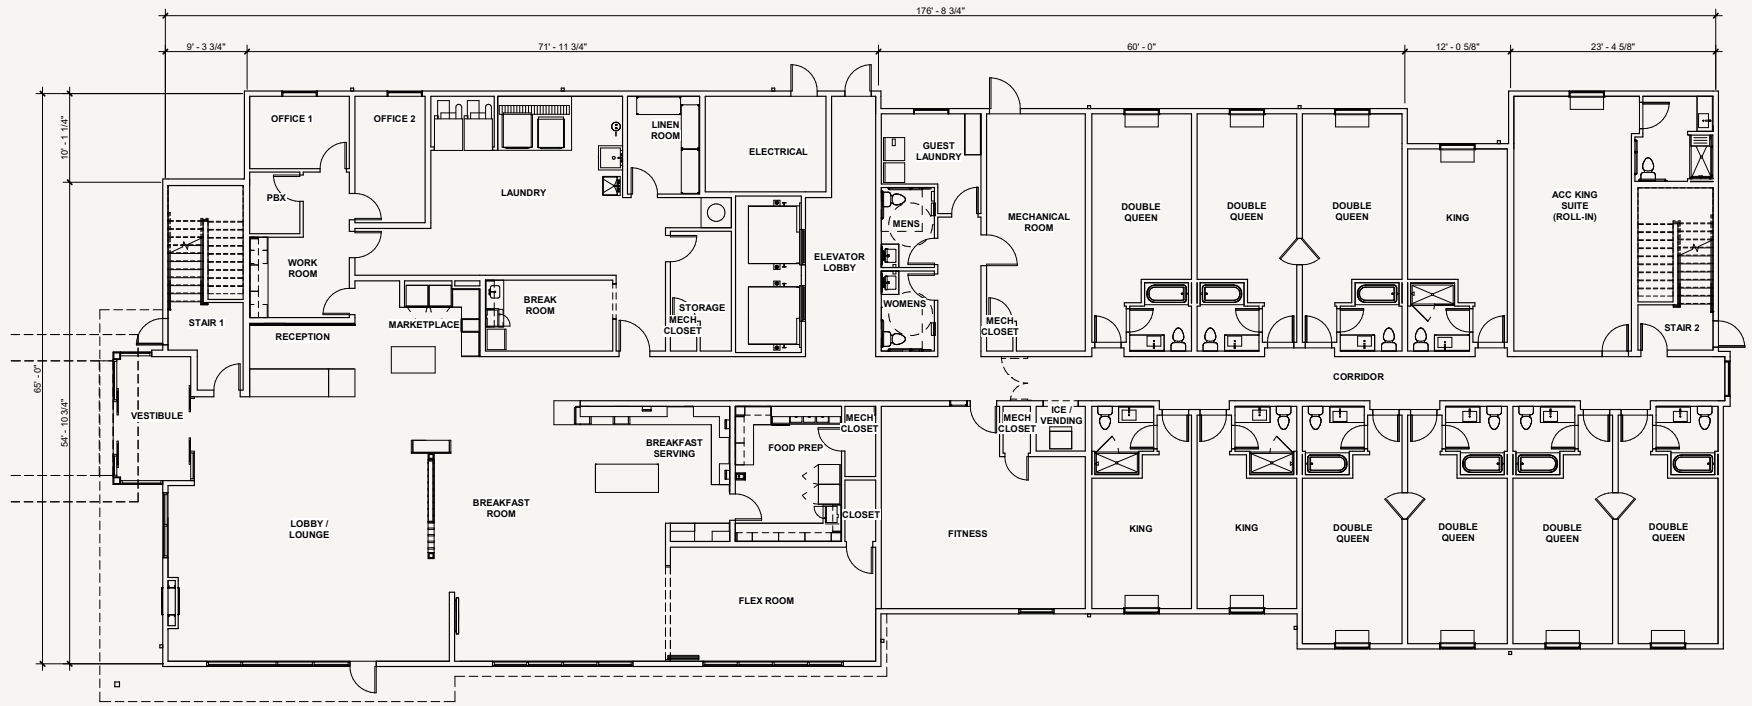 176' - 8 3/4"
9' - 3 3/4"
71' - 11 3/4"
60' - 0"
12' - 0 5/8"
23' - 4 5/8"
10' - 1 1/4"
65' - 0"
54' - 10 3/4"
OFFICE 1
OFFICE 2
LINEN
ROOM
ELECTRICAL
GUEST
LAUNDRY
LAUNDRY
PBX
MENS
MECHANICAL
ROOM
DOUBLE
QUEEN
DOUBLE
QUEEN
DOUBLE
QUEEN
KING
ACC KING
SUITE
(ROLL-IN)
WORK
ROOM
ELEVATOR
LOBBY
BREAK
ROOM
STORAGE
WOMENS
STAIR 1
MARKETPLACE
MECH
CLOSET
MECH
CLOSET
STAIR 2
RECEPTION
CORRIDOR
VESTIBULE
MECH
CLOSET
MECH
CLOSET
ICE /
VENDING
BREAKFAST
SERVING
FOOD PREP
BREAKFAST
ROOM
CLOSET
LOBBY /
LOUNGE
FITNESS
KING
KING
DOUBLE
QUEEN
DOUBLE
QUEEN
DOUBLE
QUEEN
DOUBLE
QUEEN
FLEX ROOM